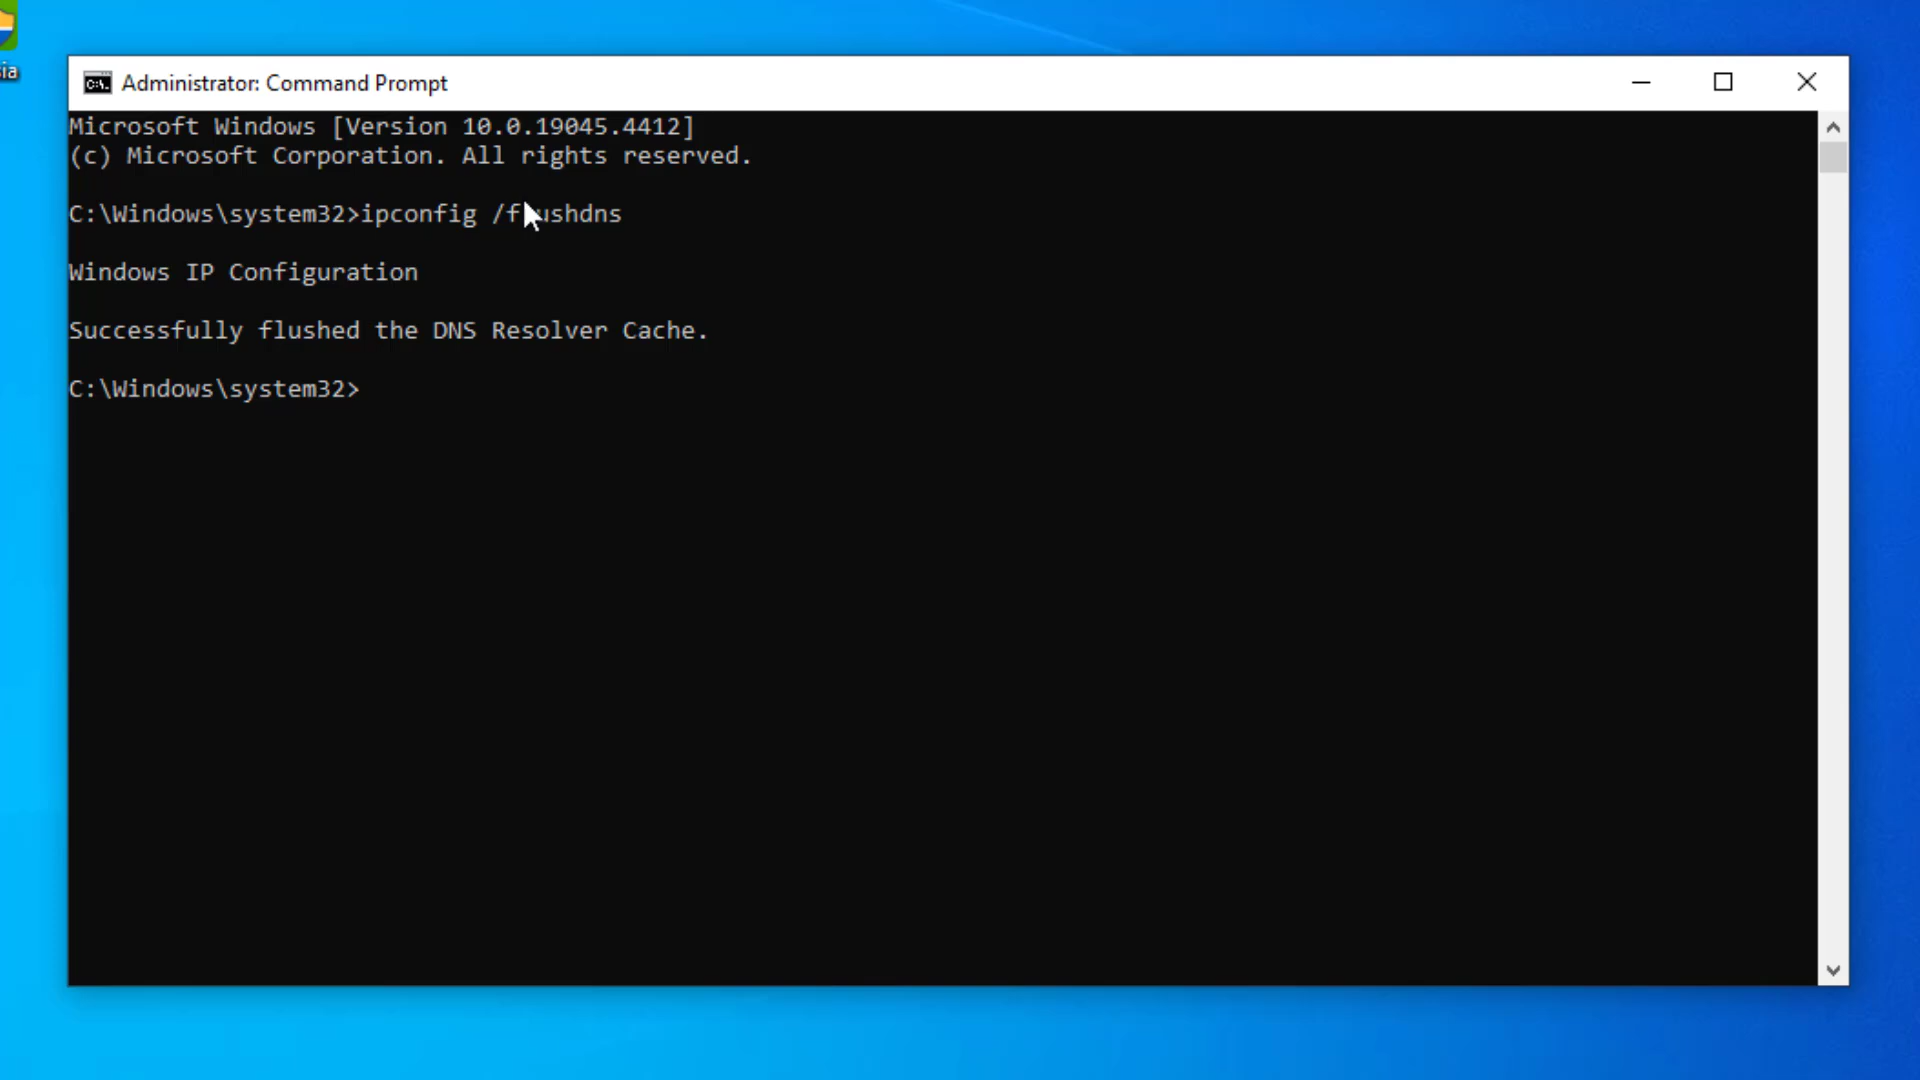 ia
Administrator: Command Prompt
Microsoft Windows [Version 10.0.19045.4412]
(c) Microsoft Corporation. All rights reserved.
C:\Windows\system32>ipconfig /flushdns
Windows IP Configuration
Successfully flushed the DNS Resolver Cache.
C:\Windows\system32>